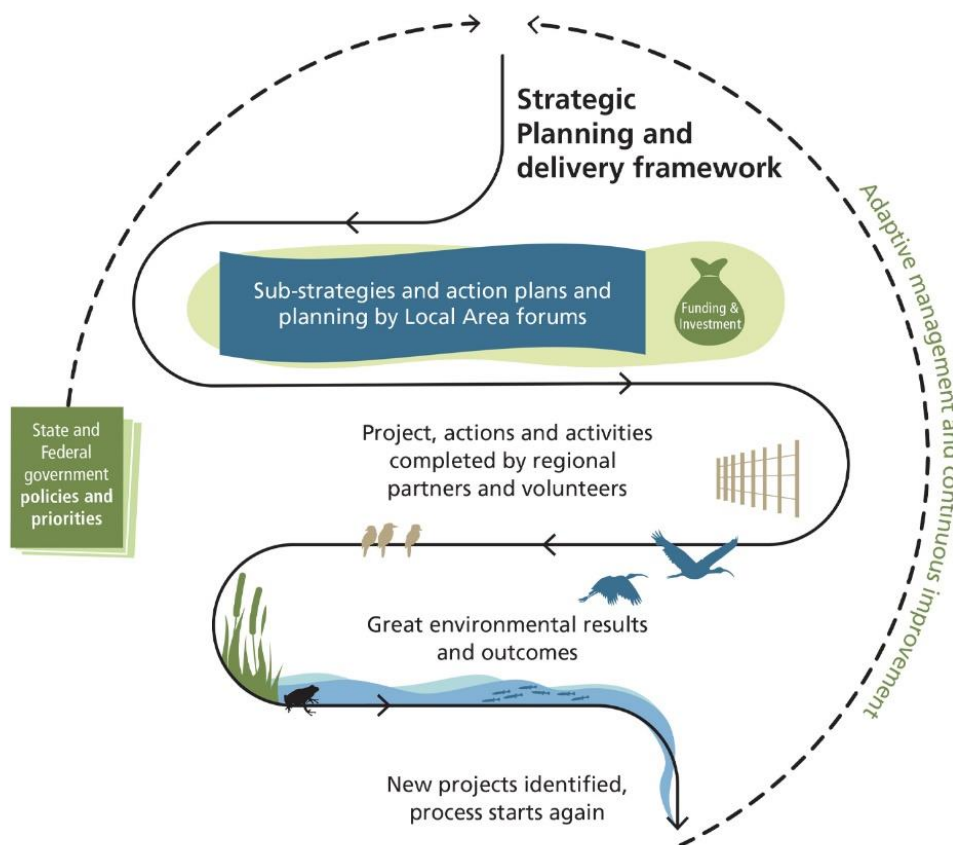 Strategic
Planning and
delivery framework
Sub-strategies and action plans and
planning by Local Area forums
Funding &
Investment
State and
Federal
government
policies and
priorities
Project, actions and activities
completed by regional
partners and volunteers
Great environmental results
and outcomes
New projects identified,
process starts again
Adaptive management and continuous improvement